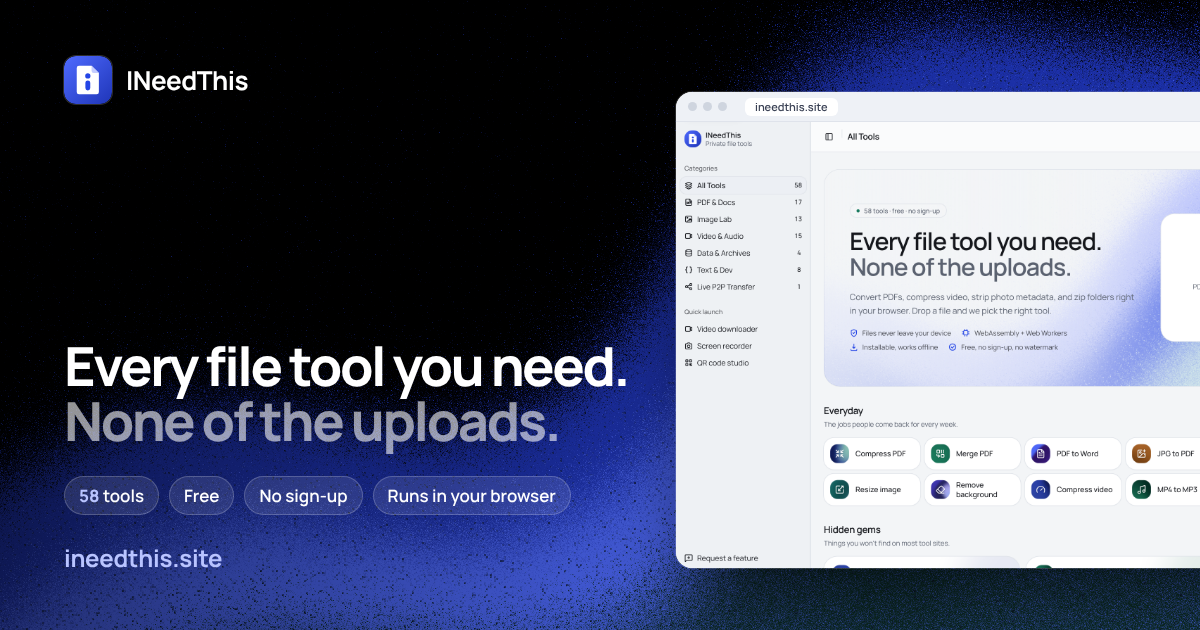 INeedThis
Every file tool you need.
None of the uploads.
58 tools
Free
No sign-up
Runs in your browser
ineedthis.site
ineedthis.site
INeedThis
Private file tools
Categories
All Tools 58
PDF & Docs 17
Image Lab 13
Video & Audio 15
Data & Archives 4
Text & Dev 8
Live P2P Transfer 1
Quick launch
Video downloader
Screen recorder
QR code studio
Request a feature
All Tools
58 tools · free · no sign-up
Every file tool you need.
None of the uploads.
Convert PDFs, compress video, strip photo metadata, and zip folders right
in your browser. Drop a file and we pick the right tool.
Files never leave your device
WebAssembly + Web Workers
Installable, works offline
Free, no sign-up, no watermark
Everyday
The jobs people come back for every week.
Compress PDF
Merge PDF
PDF to Word
JPG to PDF
Resize image
Remove
background
Compress video
MP4 to MP3
Hidden gems
Things you won't find on most tool sites.